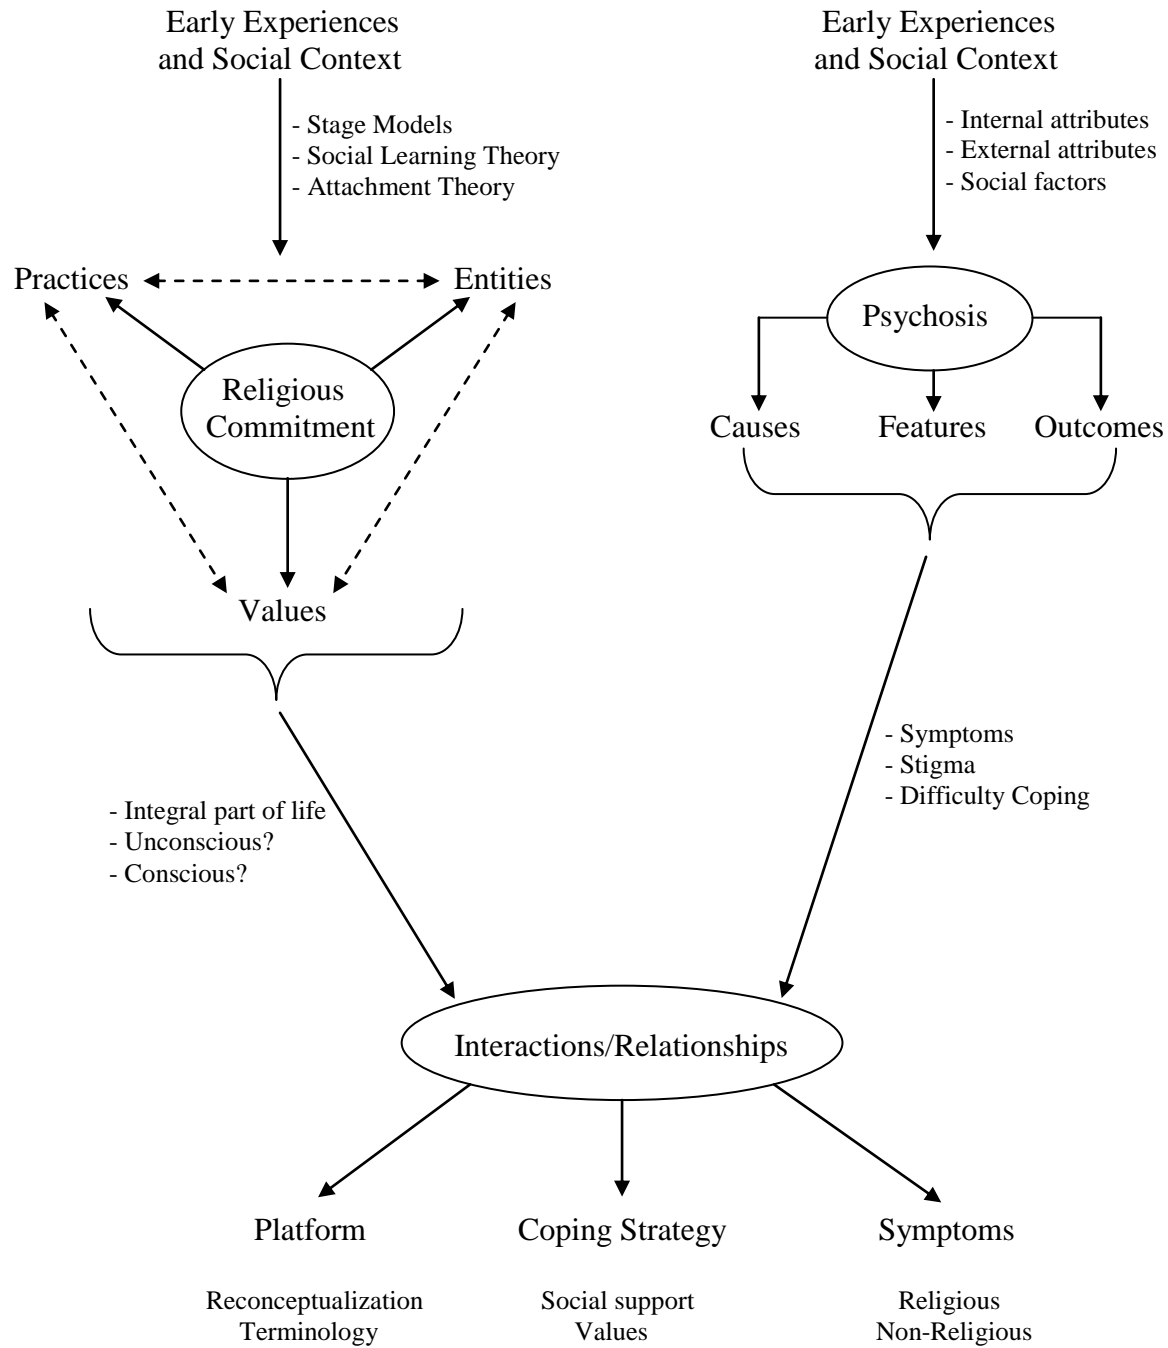 Early Experiences
and Social Context
- Stage Models
- Social Learning Theory
- Attachment Theory
Practices
Entities
Religious
Commitment
Values
- Integral part of life
- Unconscious?
- Conscious?
Early Experiences
and Social Context
- Internal attributes
- External attributes
- Social factors
Psychosis
Causes
Features
Outcomes
- Symptoms
- Stigma
- Difficulty Coping
Interactions/Relationships
Platform
Reconceptualization
Terminology
Coping Strategy
Social support
Values
Symptoms
Religious
Non-Religious